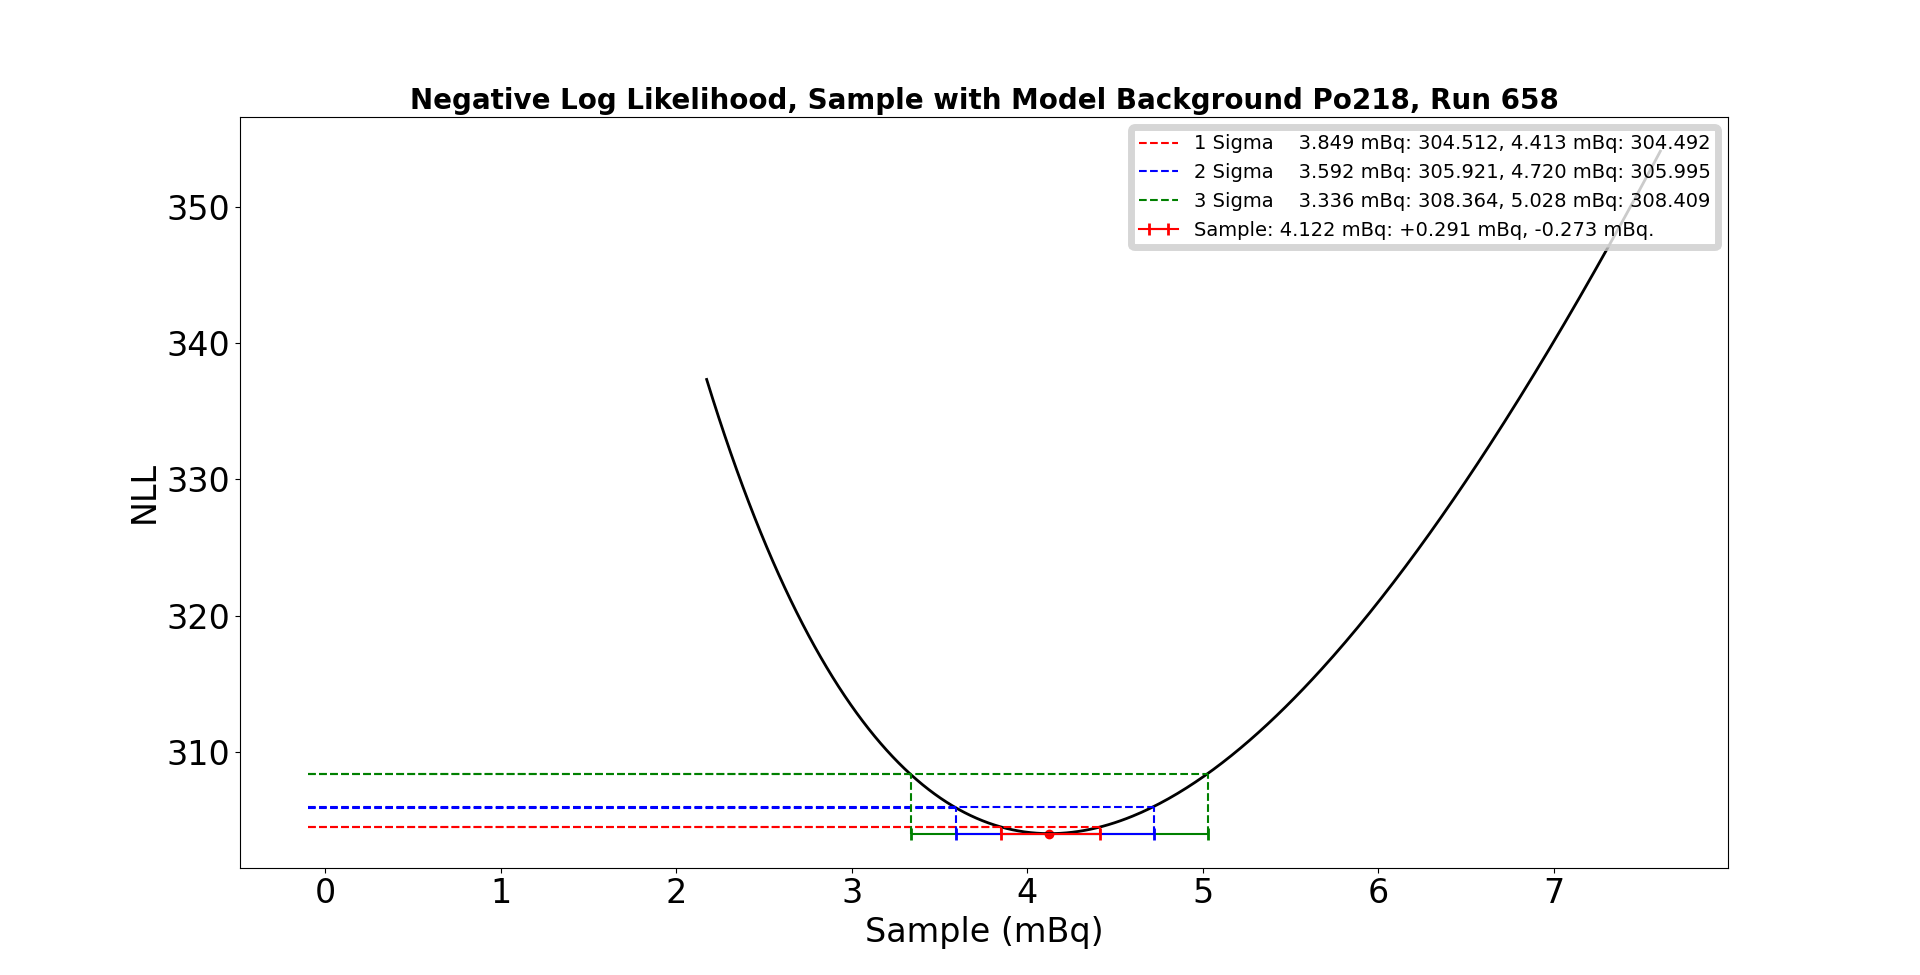 Negative Log Likelihood, Sample with Model Background Po218, Run 658
1 Sigma 3.849 mBq: 304.512, 4.413 mBq: 304.492
2 Sigma 3.592 mBq: 305.921, 4.720 mBq: 305.995
3 Sigma 3.336 mBq: 308.364, 5.028 mBq: 308.409
Sample: 4.122 mBq: +0.291 mBq, -0.273 mBq.
NLL
350
340
330
320
310
0 1 2 3 4 5 6 7
Sample (mBq)